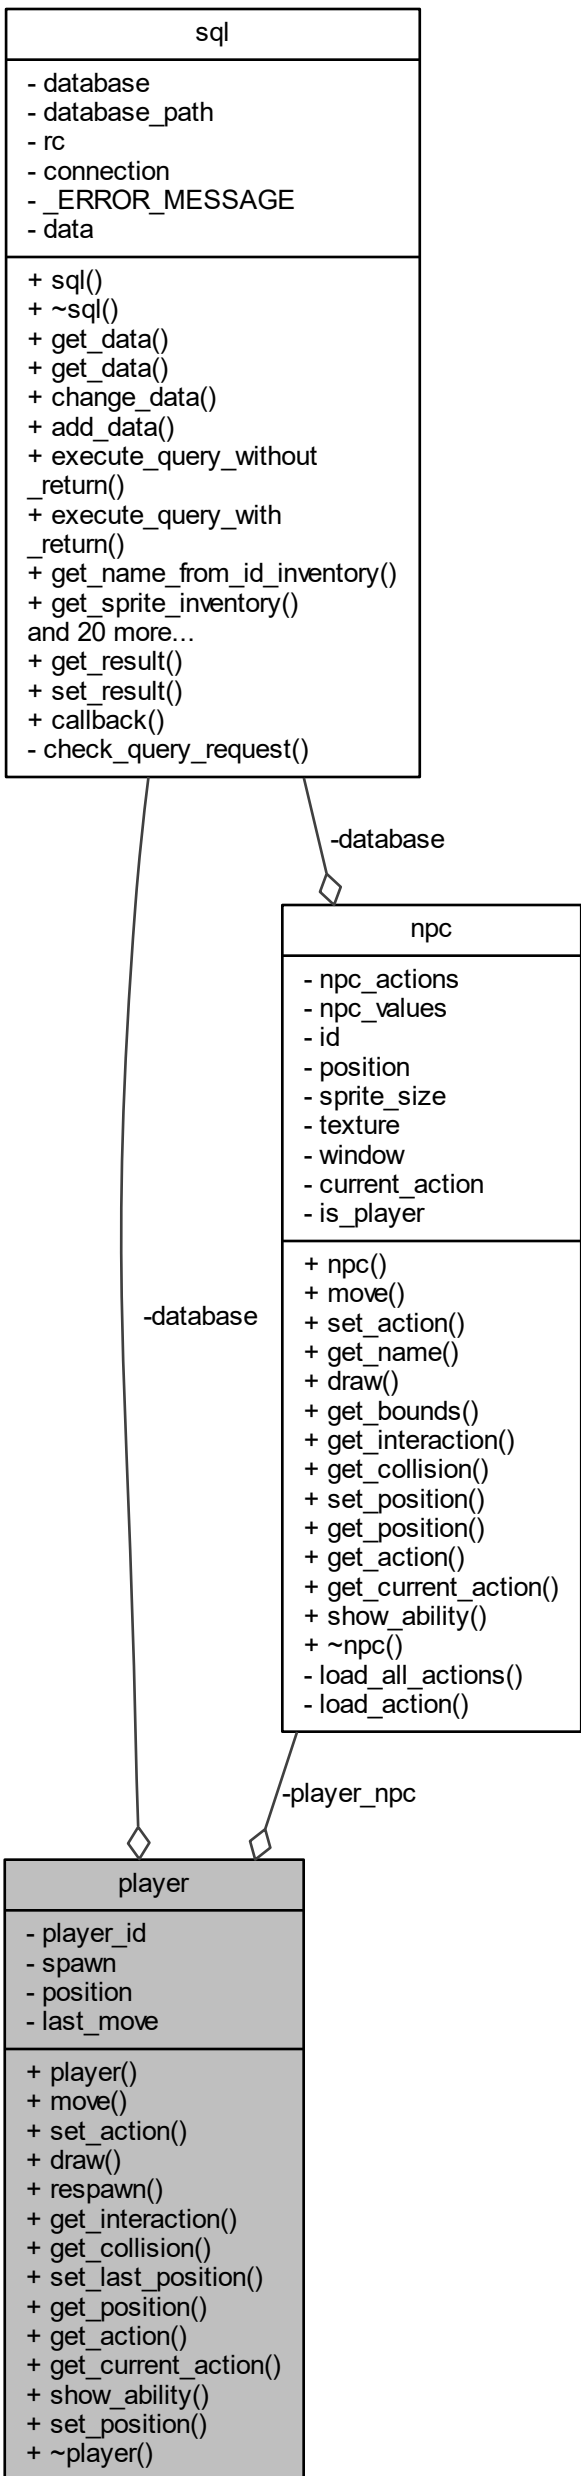 sql
- database
- database_path
- rc
- connection
- _ERROR_MESSAGE
- data
+ sql()
+ ~sql()
+ get_data()
+ get_data()
+ change_data()
+ add_data()
+ execute_query_without
_return()
+ execute_query_with
_return()
+ get_name_from_id_inventory()
+ get_sprite_inventory()
and 20 more...
+ get_result()
+ set_result()
+ callback()
- check_query_request()
-database
npc
- npc_actions
- npc_values
- id
- position
- sprite_size
- texture
- window
- current_action
- is_player
+ npc()
+ move()
+ set_action()
+ get_name()
+ draw()
+ get_bounds()
+ get_interaction()
+ get_collision()
+ set_position()
+ get_position()
+ get_action()
+ get_current_action()
+ show_ability()
+ ~npc()
- load_all_actions()
- load_action()
-database
-player_npc
player
- player_id
- spawn
- position
- last_move
+ player()
+ move()
+ set_action()
+ draw()
+ respawn()
+ get_interaction()
+ get_collision()
+ set_last_position()
+ get_position()
+ get_action()
+ get_current_action()
+ show_ability()
+ set_position()
+ ~player()